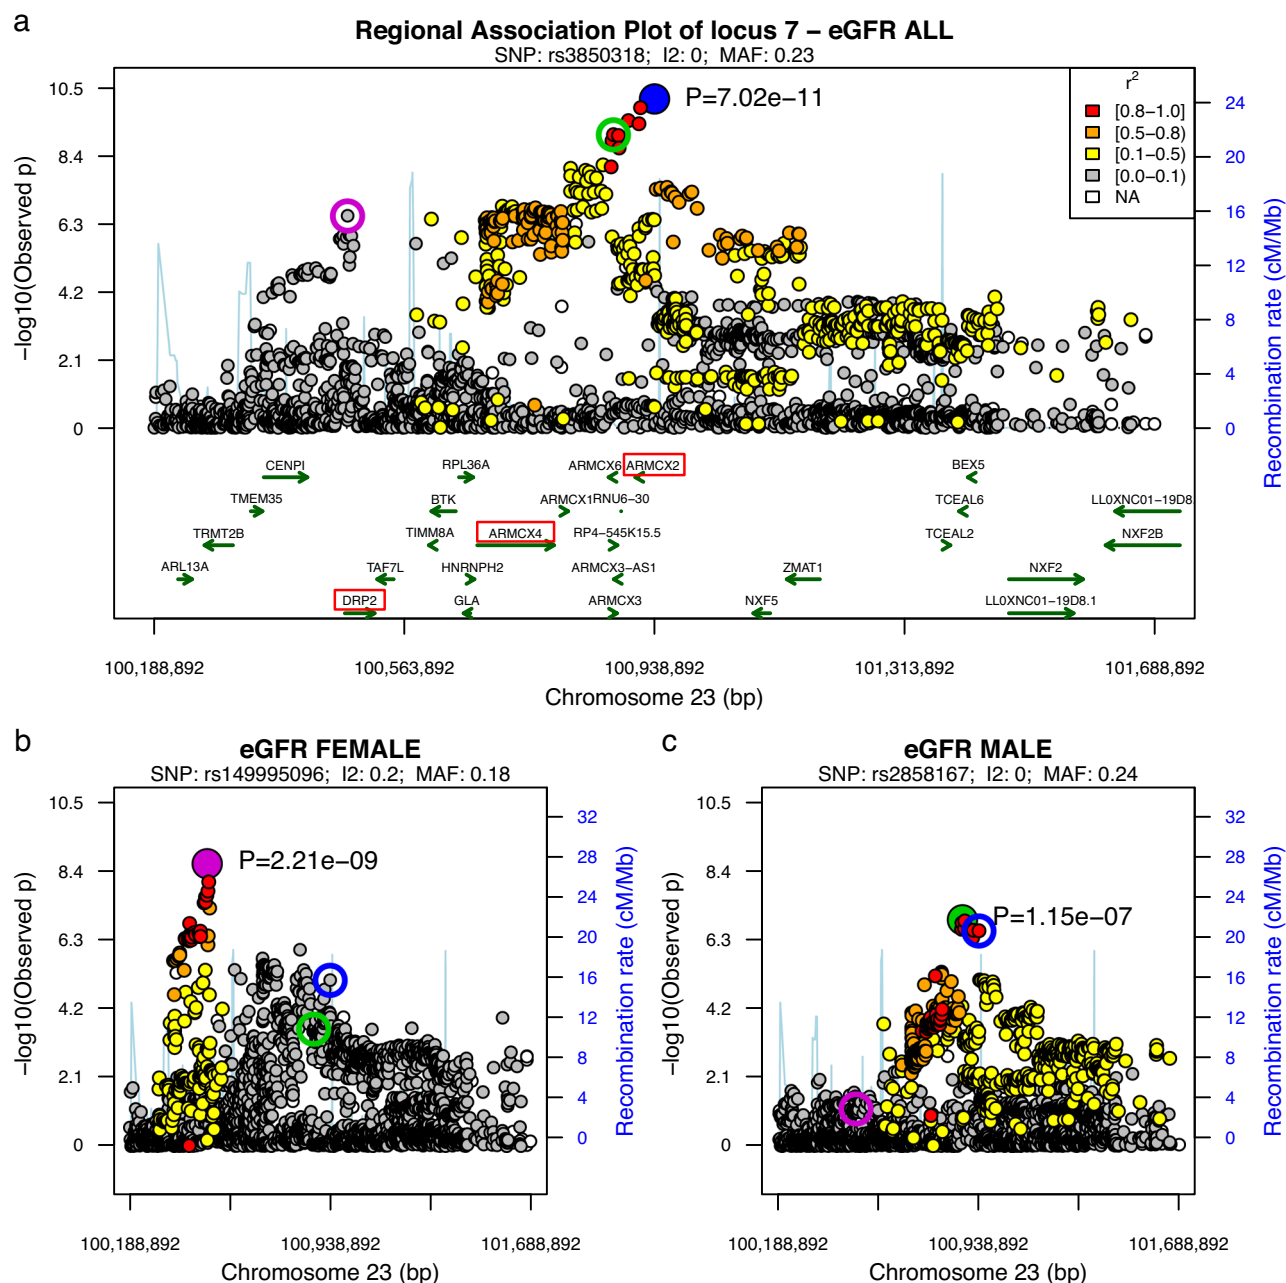 a
Regional Association Plot of locus 7 – eGFR ALL
SNP: rs3850318; I2: 0; MAF: 0.23
P=7.02e−11
r2
[0.8−1.0]
[0.5−0.8)
[0.1−0.5)
[0.0−0.1)
NA
−log10(Observed p)
10.5
8.4
6.3
4.2
2.1
0
Recombination rate (cM/Mb)
24
20
16
12
8
4
0
CENPI RPL36A ARMCX6 ARMCX2 BEX5
TMEM35 BTK ARMCX1 RNU6−30 TCEAL6 LL0XNC01−19D8
TRMT2B TIMM8A ARMCX4 RP4−545K15.5 TCEAL2 NXF2B
ARL13A TAF7L HNRNPH2 ARMCX3−AS1 ZMAT1 NXF2
DRP2 GLA ARMCX3 NXF5 LL0XNC01−19D8.1
100,188,892 100,563,892 100,938,892 101,313,892 101,688,892
Chromosome 23 (bp)
b
eGFR FEMALE
SNP: rs149995096; I2: 0.2; MAF: 0.18
P=2.21e−09
−log10(Observed p)
10.5
8.4
6.3
4.2
2.1
0
Recombination rate (cM/Mb)
32
28
24
20
16
12
8
4
0
100,188,892 100,938,892 101,688,892
Chromosome 23 (bp)
c
eGFR MALE
SNP: rs2858167; I2: 0; MAF: 0.24
P=1.15e−07
−log10(Observed p)
10.5
8.4
6.3
4.2
2.1
0
Recombination rate (cM/Mb)
32
28
24
20
16
12
8
4
0
100,188,892 100,938,892 101,688,892
Chromosome 23 (bp)